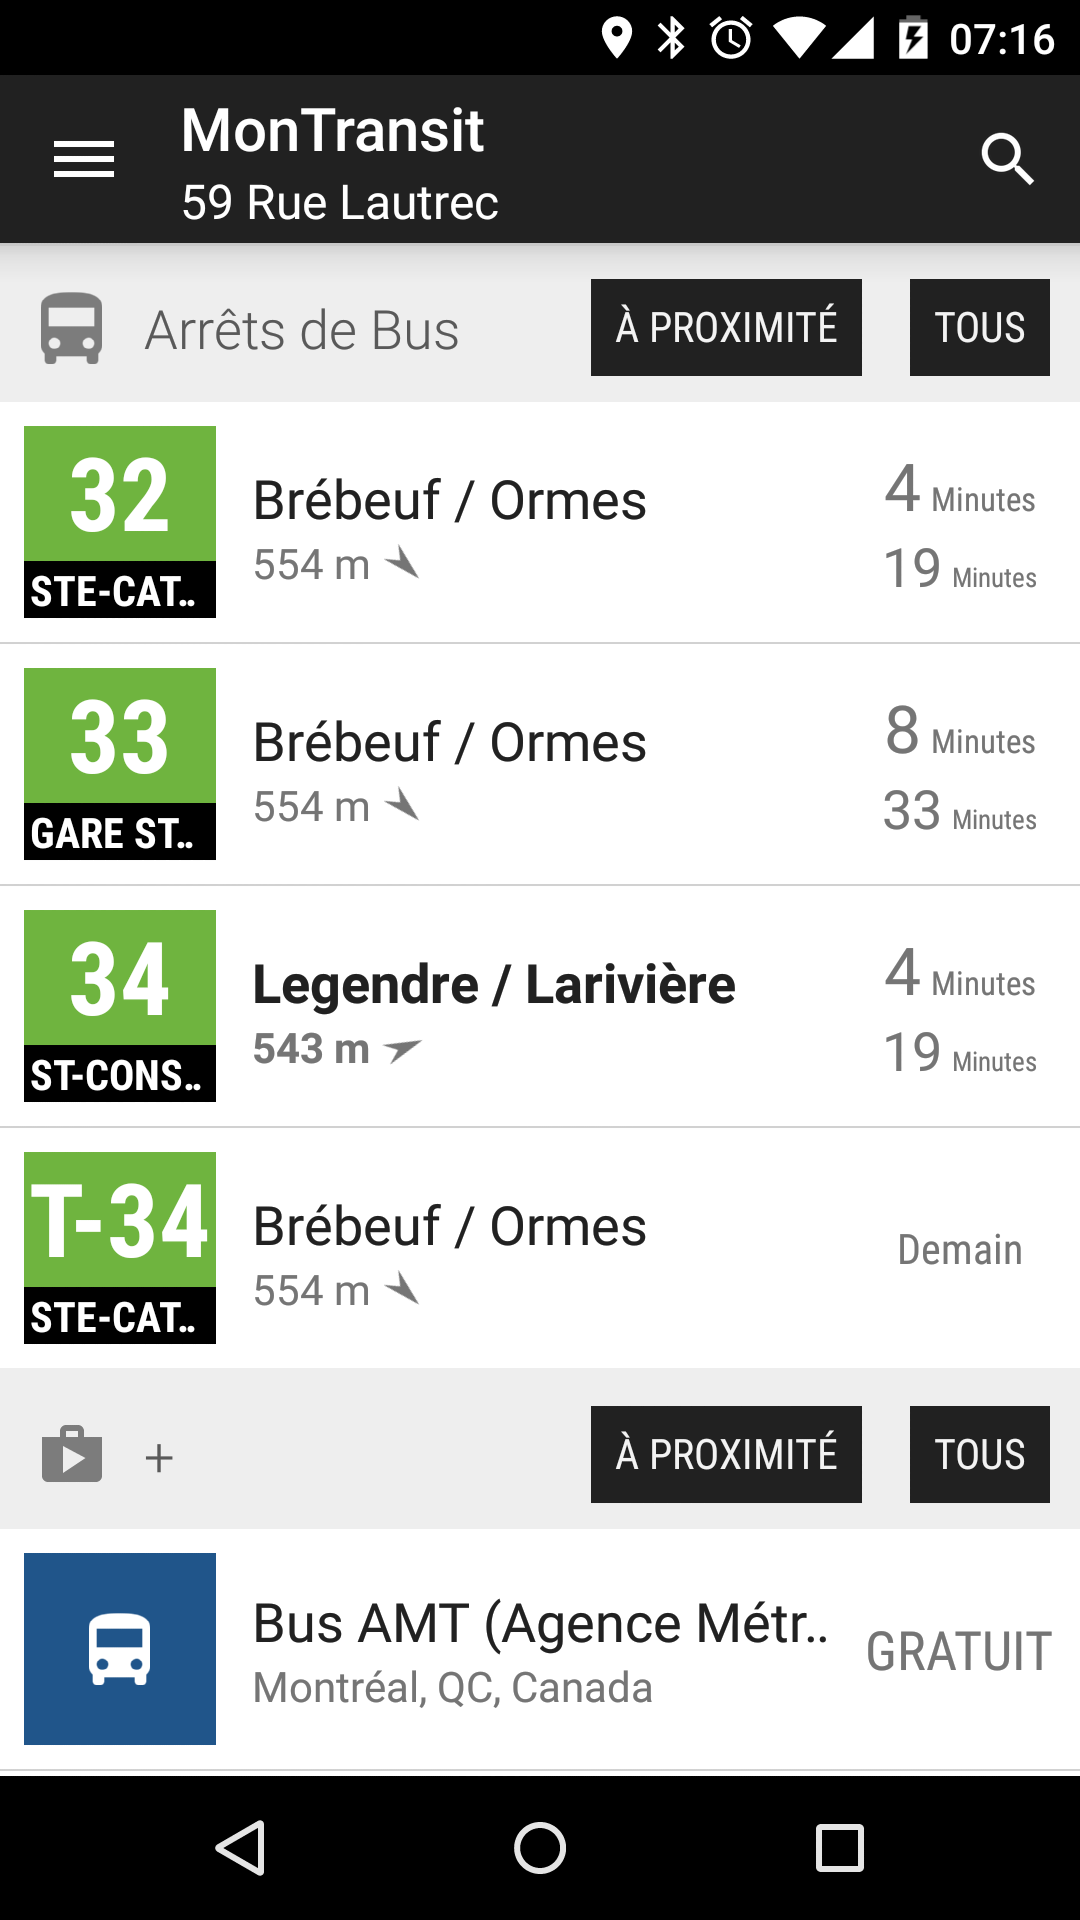 07:16
MonTransit
59 Rue Lautrec
Arrêts de Bus À PROXIMITÉ TOUS
32
STE-CAT..
Brébeuf / Ormes
554 m
4 Minutes
19 Minutes
33
GARE ST..
Brébeuf / Ormes
554 m
8 Minutes
33 Minutes
34
ST-CONS..
Legendre / Larivière
543 m
4 Minutes
19 Minutes
T-34
STE-CAT..
Brébeuf / Ormes
554 m
Demain
+ À PROXIMITÉ TOUS
Bus AMT (Agence Métr..
Montréal, QC, Canada
GRATUIT